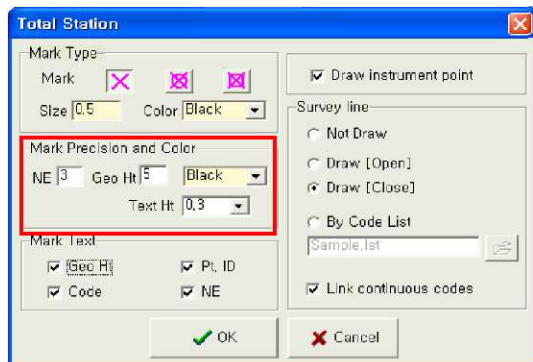 Total Station
Mark Type
Mark
Size 0.5 Color Black
Mark Precision and Color
NE 3 Geo Ht 5 Black
Text Ht 0,3
Mark Text
Geo Ht Pt, ID
Code NE
Draw instrument point
Survey line
Not Draw
Draw [Open]
Draw [Close]
By Code List
Sample,lst
Link continuous codes
OK Cancel